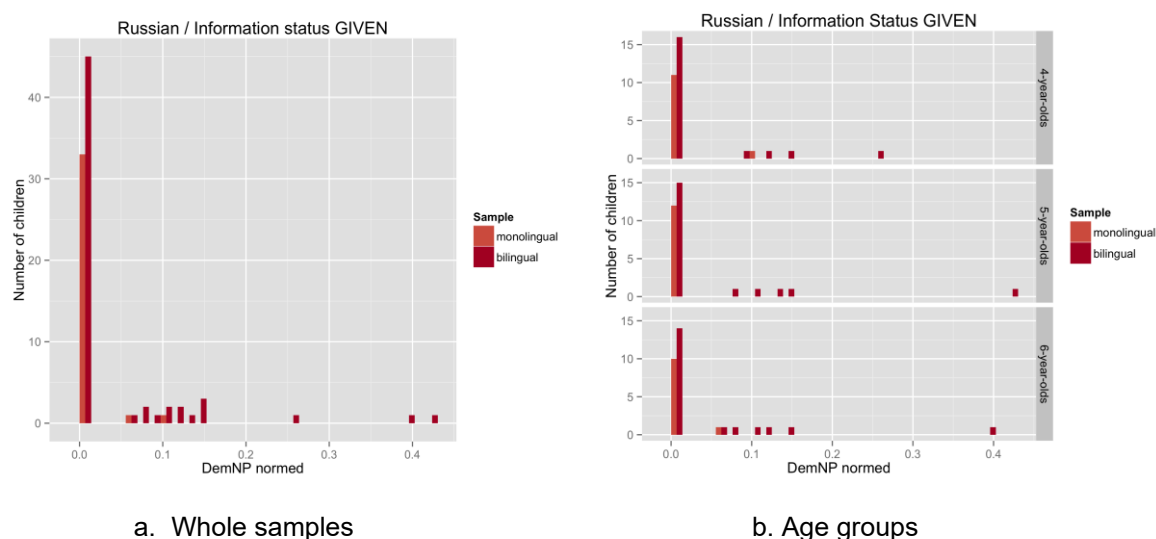 Russian / Information status GIVEN
Number of children
40
30
20
10
0
0.0 0.1 0.2 0.3 0.4
DemNP normed
Sample
monolingual
bilingual
a. Whole samples
Russian / Information Status GIVEN
Number of children
15
10
5
0
4-year-olds
15
10
5
0
5-year-olds
15
10
5
0
6-year-olds
0.0 0.1 0.2 0.3 0.4
DemNP normed
Sample
monolingual
bilingual
b. Age groups